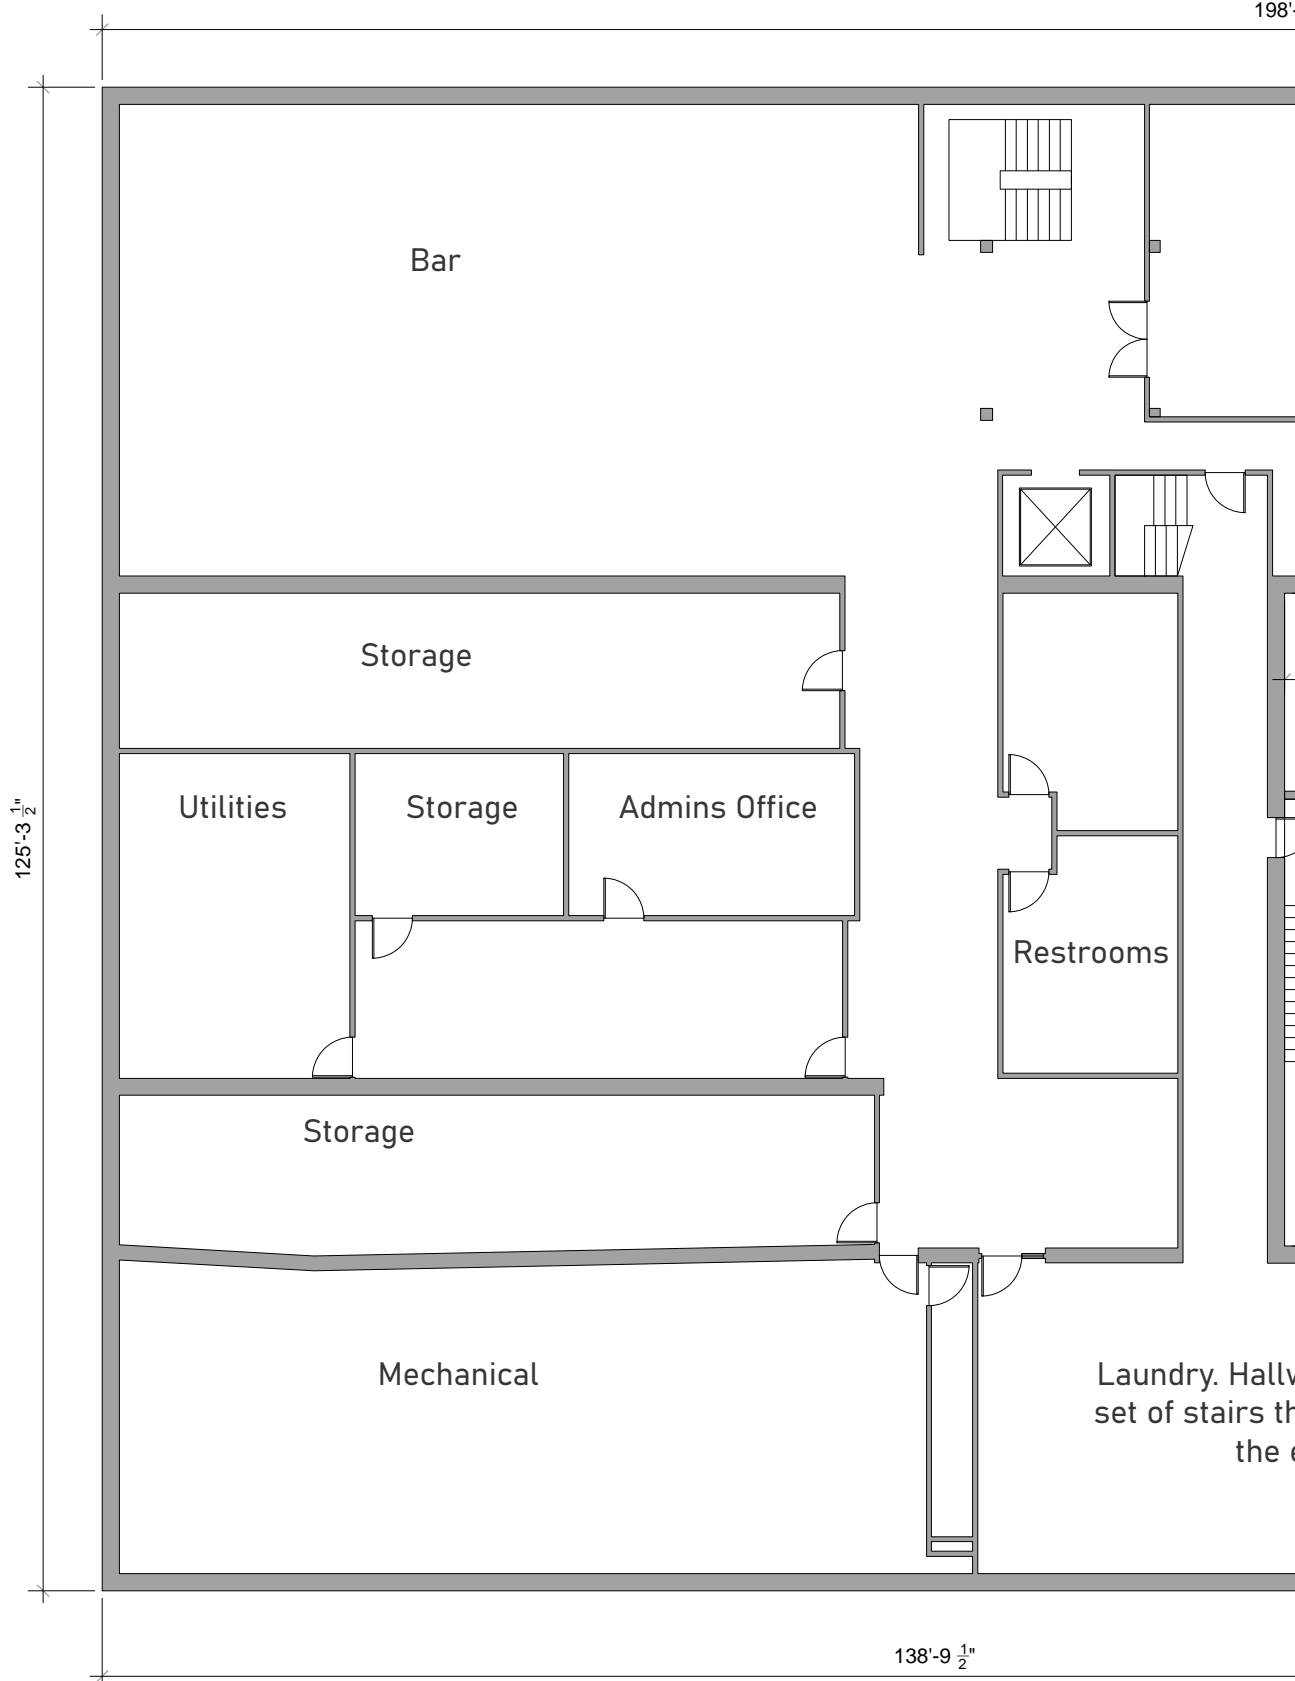 198'-
Bar
Storage
Utilities
Storage
Admins Office
125'-3 1/2"
Restrooms
Storage
Mechanical
Laundry. Hallw
set of stairs th
the e
138'-9 1/2"